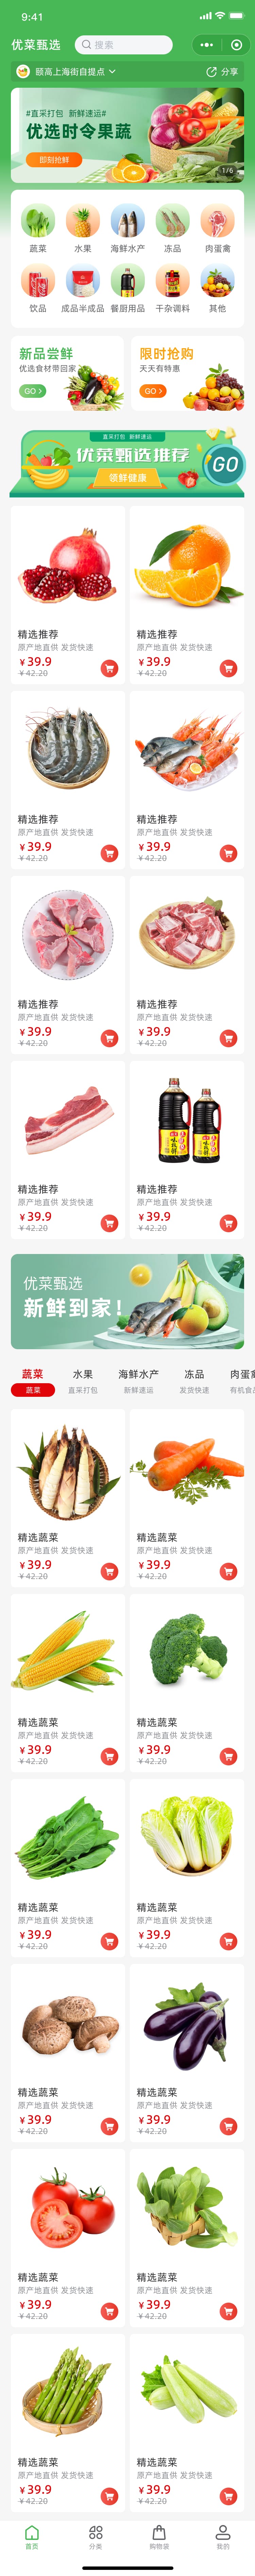 9:41
优菜甄选
搜索
颐高上海街自提点
分享
#直采打包 新鲜速运#
优选时令果蔬
即刻抢鲜
1/6
蔬菜
水果
海鲜水产
冻品
肉蛋禽
饮品
成品半成品
餐厨用品
干杂调料
其他
新品尝鲜
优选食材带回家
GO >
限时抢购
天天有特惠
GO >
直采打包 新鲜速运
优菜甄选推荐
领鲜健康
GO
精选推荐
原产地直供 发货快速
¥39.9
¥42.20
精选推荐
原产地直供 发货快速
¥39.9
¥42.20
精选推荐
原产地直供 发货快速
¥39.9
¥42.20
精选推荐
原产地直供 发货快速
¥39.9
¥42.20
精选推荐
原产地直供 发货快速
¥39.9
¥42.20
精选推荐
原产地直供 发货快速
¥39.9
¥42.20
精选推荐
原产地直供 发货快速
¥39.9
¥42.20
味极鲜
味极鲜
精选推荐
原产地直供 发货快速
¥39.9
¥42.20
优菜甄选
新鲜到家!
蔬菜
水果
海鲜水产
冻品
肉蛋禽
蔬菜
直采打包
新鲜速运
发货快速
有机食品
精选蔬菜
原产地直供 发货快速
¥39.9
¥42.20
精选蔬菜
原产地直供 发货快速
¥39.9
¥42.20
精选蔬菜
原产地直供 发货快速
¥39.9
¥42.20
精选蔬菜
原产地直供 发货快速
¥39.9
¥42.20
精选蔬菜
原产地直供 发货快速
¥39.9
¥42.20
精选蔬菜
原产地直供 发货快速
¥39.9
¥42.20
精选蔬菜
原产地直供 发货快速
¥39.9
¥42.20
精选蔬菜
原产地直供 发货快速
¥39.9
¥42.20
精选蔬菜
原产地直供 发货快速
¥39.9
¥42.20
精选蔬菜
原产地直供 发货快速
¥39.9
¥42.20
精选蔬菜
原产地直供 发货快速
¥39.9
¥42.20
精选蔬菜
原产地直供 发货快速
¥39.9
¥42.20
首页
分类
购物袋
我的